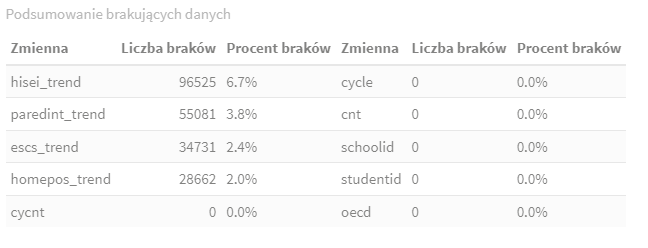 Podsumowanie brakujących danych
Zmienna Liczba braków Procent braków Zmienna Liczba braków Procent braków
hisei_trend 96525 6.7% cycle 0 0.0%
paredint_trend 55081 3.8% cnt 0 0.0%
escs_trend 34731 2.4% schoolid 0 0.0%
homepos_trend 28662 2.0% studentid 0 0.0%
cycnt 0 0.0% oecd 0 0.0%